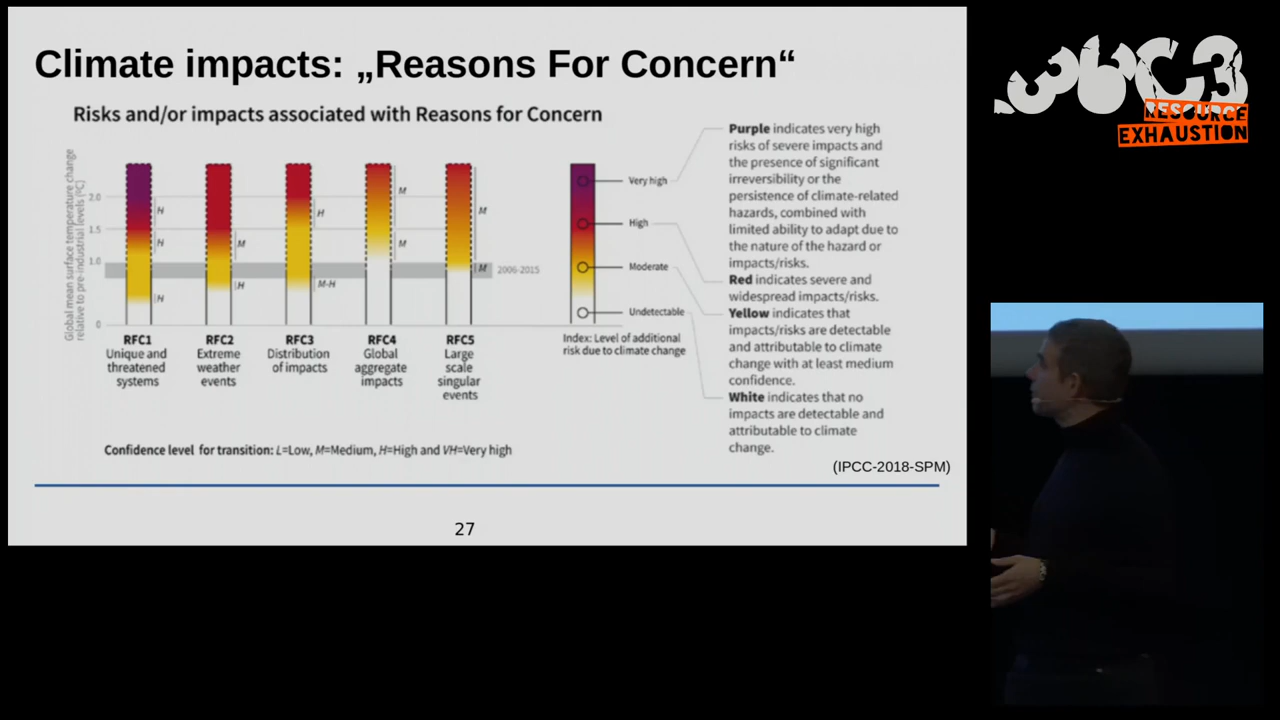 Climate impacts: „Reasons For Concern“
Risks and/or impacts associated with Reasons for Concern
Global mean surface temperature change
relative to pre-industrial levels (ºC)
2.0
1.5
1.0
0
H
H
H
M
H
H
M-H
M
M
M
M
2006-2015
RFC1
Unique and
threatened
systems
RFC2
Extreme
weather
events
RFC3
Distribution
of impacts
RFC4
Global
aggregate
impacts
RFC5
Large
scale
singular
events
Very high
High
Moderate
Undetectable
Index: Level of additional
risk due to climate change
Purple indicates very high
risks of severe impacts and
the presence of significant
irreversibility or the
persistence of climate-related
hazards, combined with
limited ability to adapt due to
the nature of the hazard or
impacts/risks.
Red indicates severe and
widespread impacts/risks.
Yellow indicates that
impacts/risks are detectable
and attributable to climate
change with at least medium
confidence.
White indicates that no
impacts are detectable and
attributable to climate
change.
Confidence level for transition: L=Low, M=Medium, H=High and VH=Very high
(IPCC-2018-SPM)
27
36C3
RESOURCE
EXHAUSTION